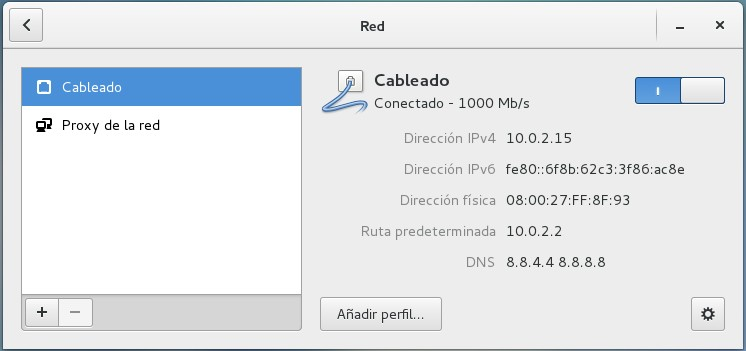 Red
Cableado
Proxy de la red
Cableado
Conectado - 1000 Mb/s
Dirección IPv4 10.0.2.15
Dirección IPv6 fe80::6f8b:62c3:3f86:ac8e
Dirección física 08:00:27:FF:8F:93
Ruta predeterminada 10.0.2.2
DNS 8.8.4.4 8.8.8.8
Añadir perfil...